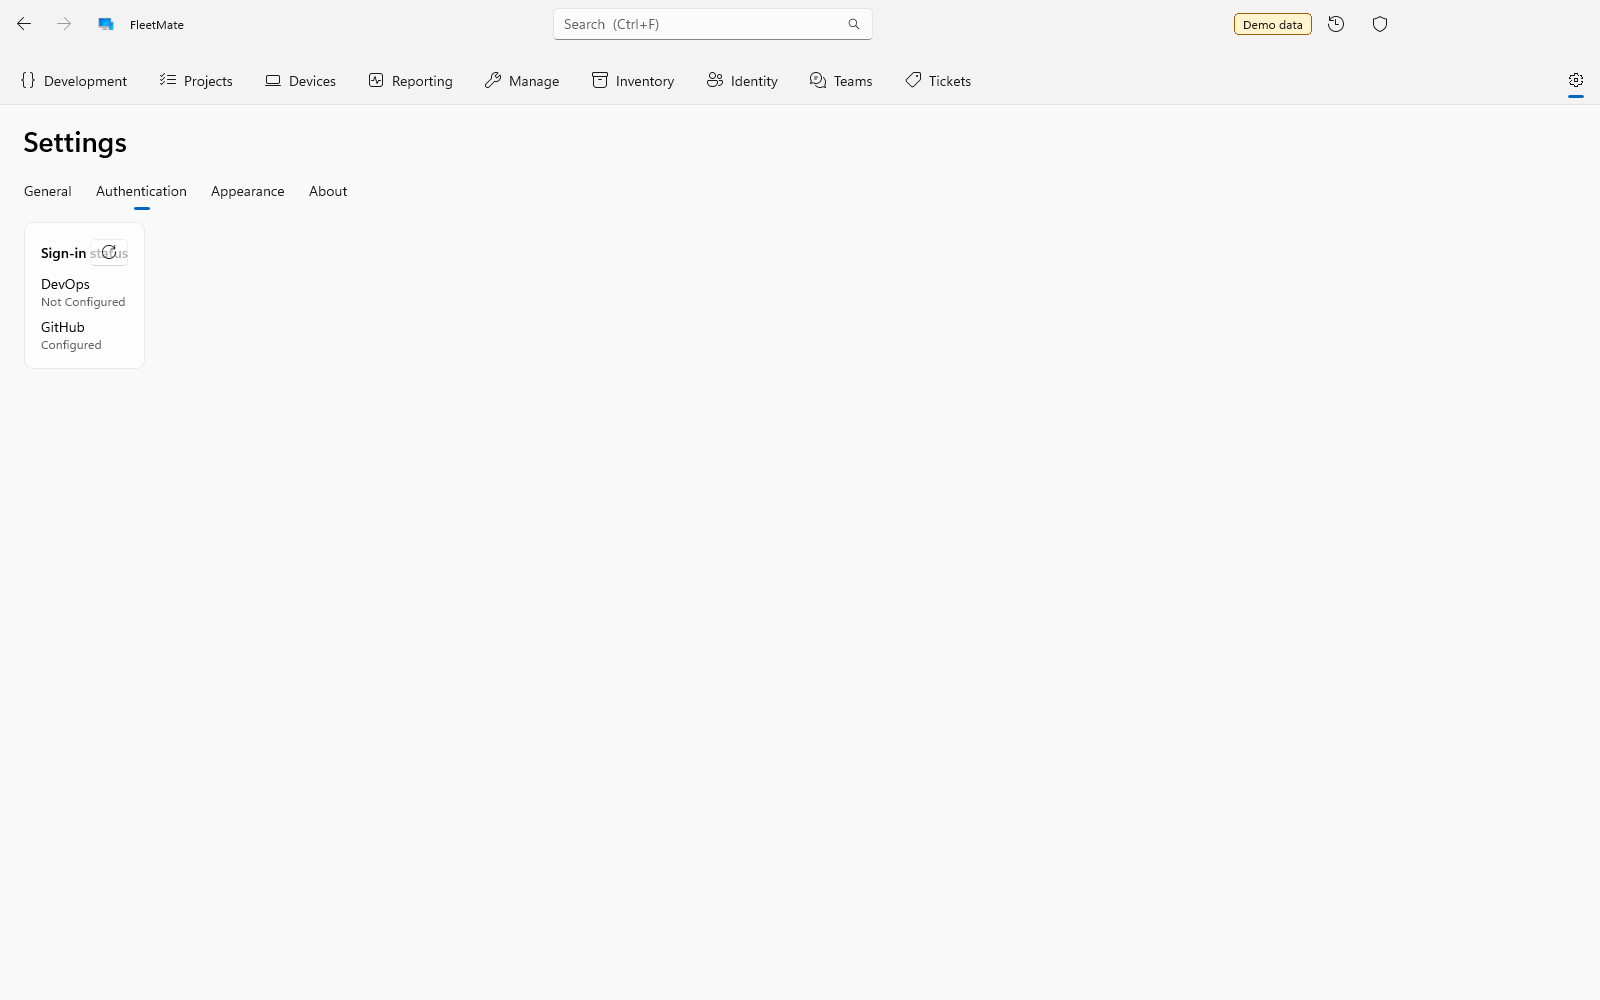 FleetMate
Search (Ctrl+F)
Demo data
Development
Projects
Devices
Reporting
Manage
Inventory
Identity
Teams
Tickets
Settings
General
Authentication
Appearance
About
Sign-in status
DevOps
Not Configured
GitHub
Configured